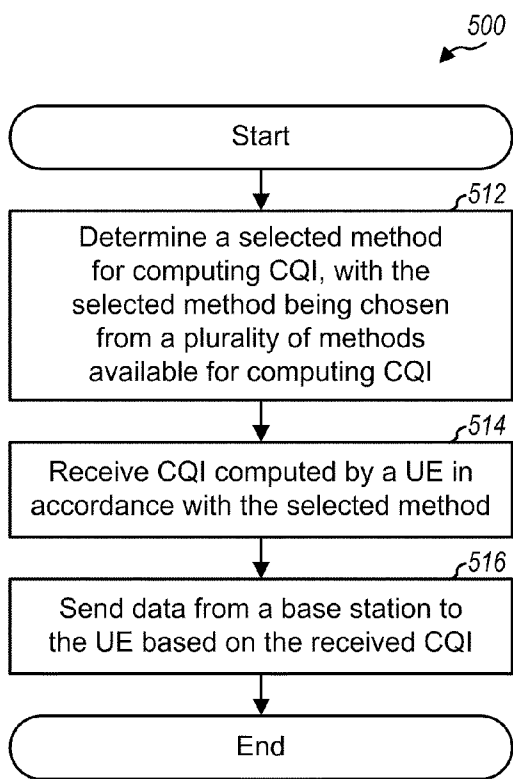 500
Start
512
Determine a selected method
for computing CQI, with the
selected method being chosen
from a plurality of methods
available for computing CQI
514
Receive CQI computed by a UE in
accordance with the selected method
516
Send data from a base station to
the UE based on the received CQI
End